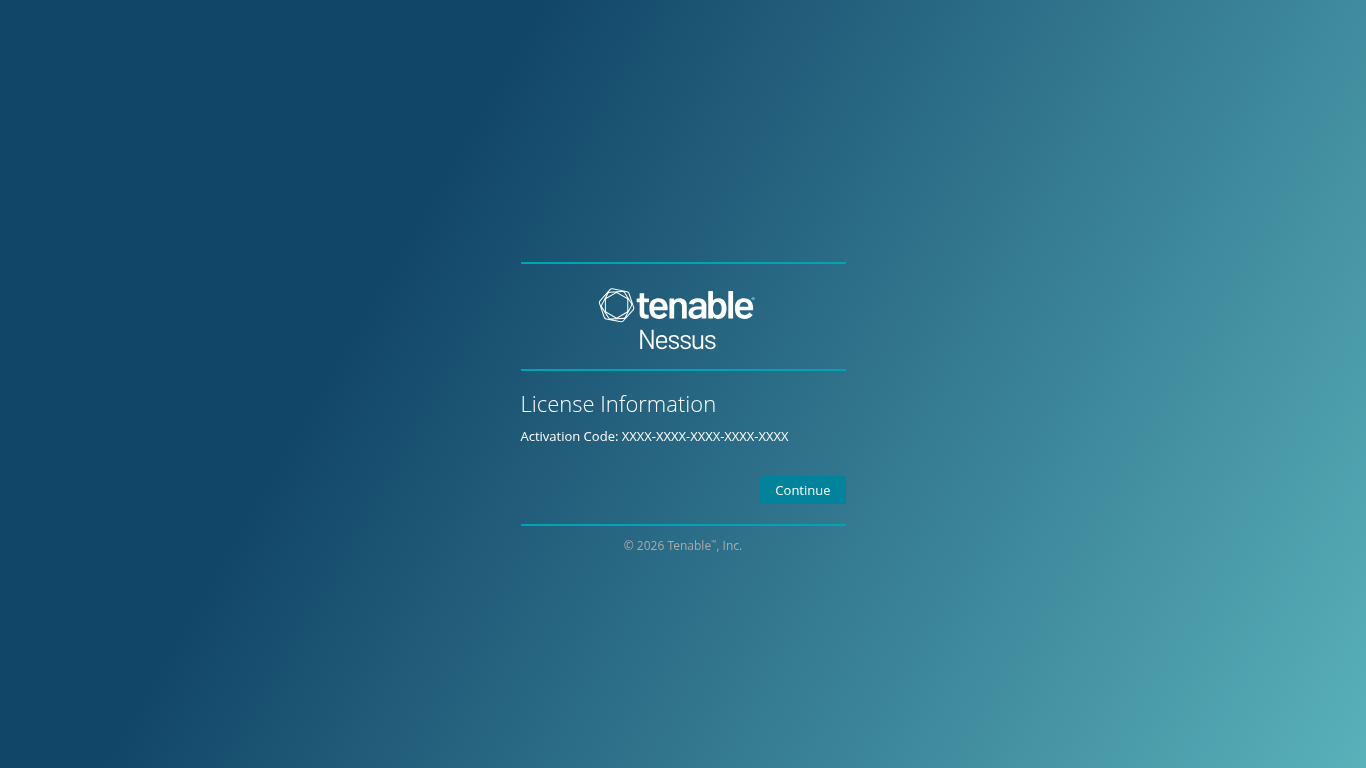 tenable
Nessus
License Information
Activation Code: XXXX-XXXX-XXXX-XXXX-XXXX
Continue
© 2026 Tenable™, Inc.